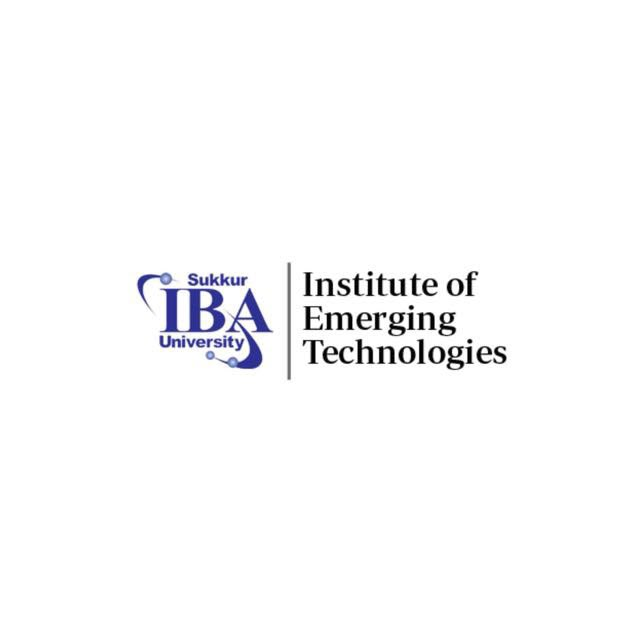 Sukkur
IBA
University
Institute of
Emerging
Technologies